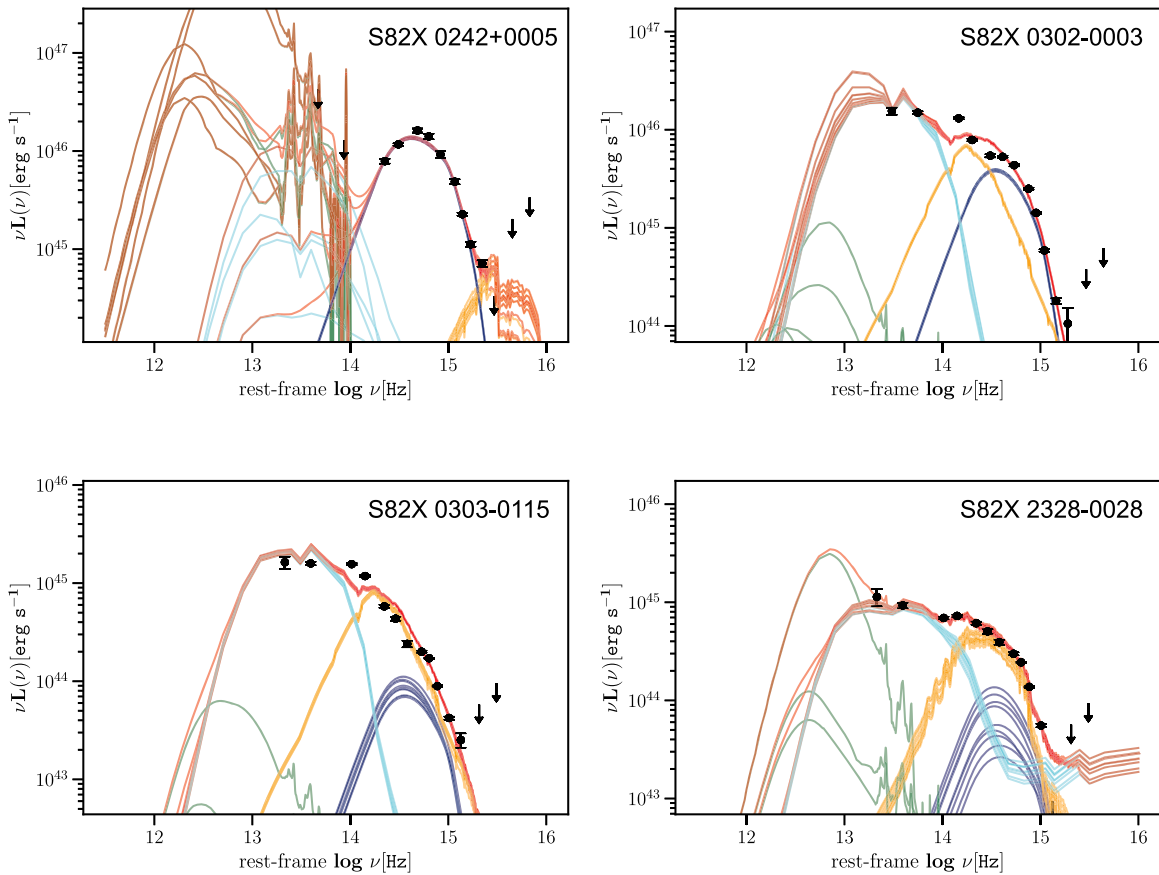 S82X 0242+0005
10^47
10^46
10^45
νL(ν)[erg s^−1]
12 13 14 15 16
rest-frame log ν[Hz]
S82X 0302-0003
10^47
10^46
10^45
10^44
νL(ν)[erg s^−1]
12 13 14 15 16
rest-frame log ν[Hz]
S82X 0303-0115
10^46
10^45
10^44
10^43
νL(ν)[erg s^−1]
12 13 14 15 16
rest-frame log ν[Hz]
S82X 2328-0028
10^46
10^45
10^44
10^43
νL(ν)[erg s^−1]
12 13 14 15 16
rest-frame log ν[Hz]